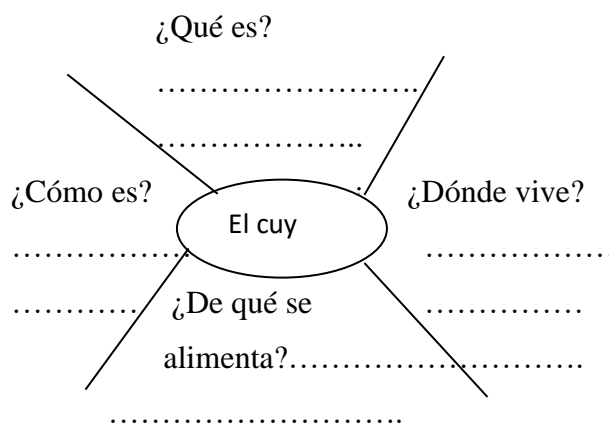 ¿Qué es?
…………………….
………………..
.
¿Cómo es?
……………..
…………
El cuy
¿Dónde vive?
………………
……………
¿De qué se
alimenta?……………………….
……………………….